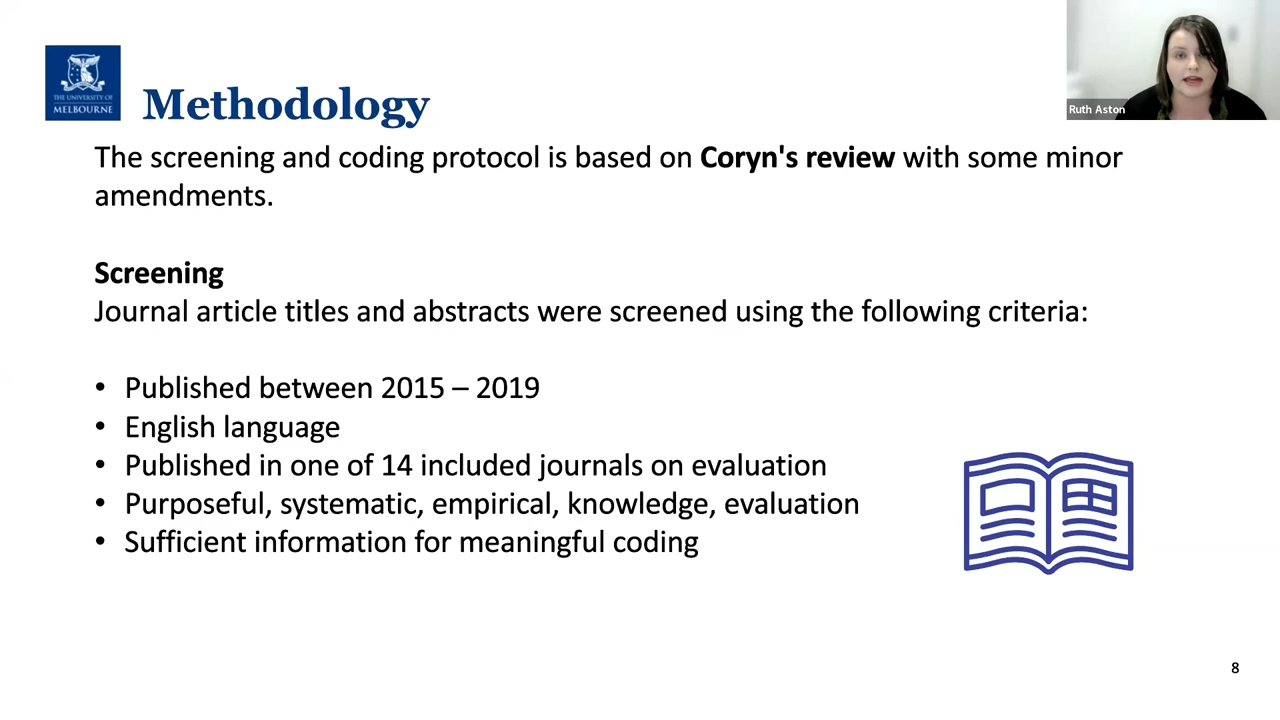 Ruth Aston
THE UNIVERSITY OF
MELBOURNE
Methodology
The screening and coding protocol is based on Coryn's review with some minor
amendments.
Screening
Journal article titles and abstracts were screened using the following criteria:
• Published between 2015 – 2019
• English language
• Published in one of 14 included journals on evaluation
• Purposeful, systematic, empirical, knowledge, evaluation
• Sufficient information for meaningful coding
8